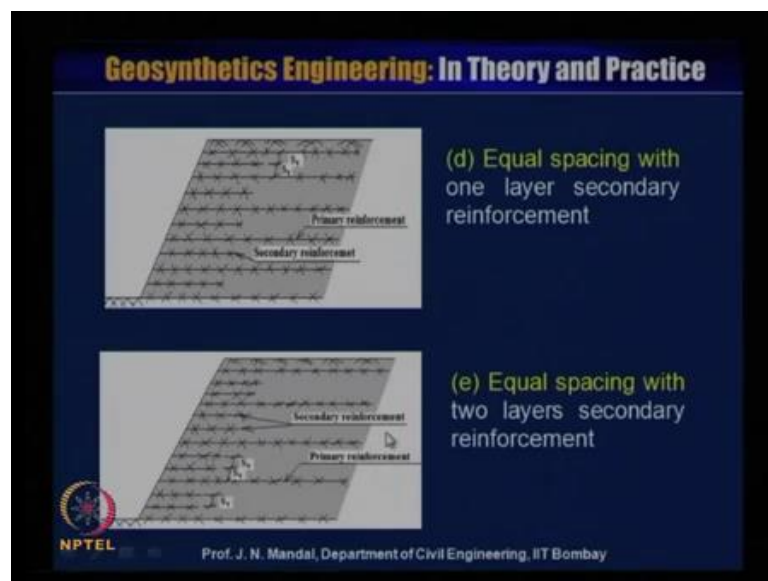 Geosynthetics Engineering: In Theory and Practice
Primary reinforcement
Secondary reinforcemet
(d) Equal spacing with
one layer secondary
reinforcement
Secondary reinforcement
Primary reinforcement
(e) Equal spacing with
two layers secondary
reinforcement
NPTEL
Prof. J. N. Mandal, Department of Civil Engineering, IIT Bombay